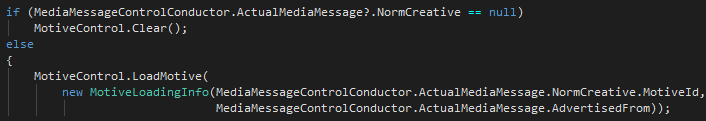 if (MediaMessageControlConductor.ActualMediaMessage?.NormCreative == null)
    MotiveControl.Clear();
else
{
    MotiveControl.LoadMotive(
        new MotiveLoadingInfo(MediaMessageControlConductor.ActualMediaMessage.NormCreative.MotiveId,
                              MediaMessageControlConductor.ActualMediaMessage.AdvertisedFrom));